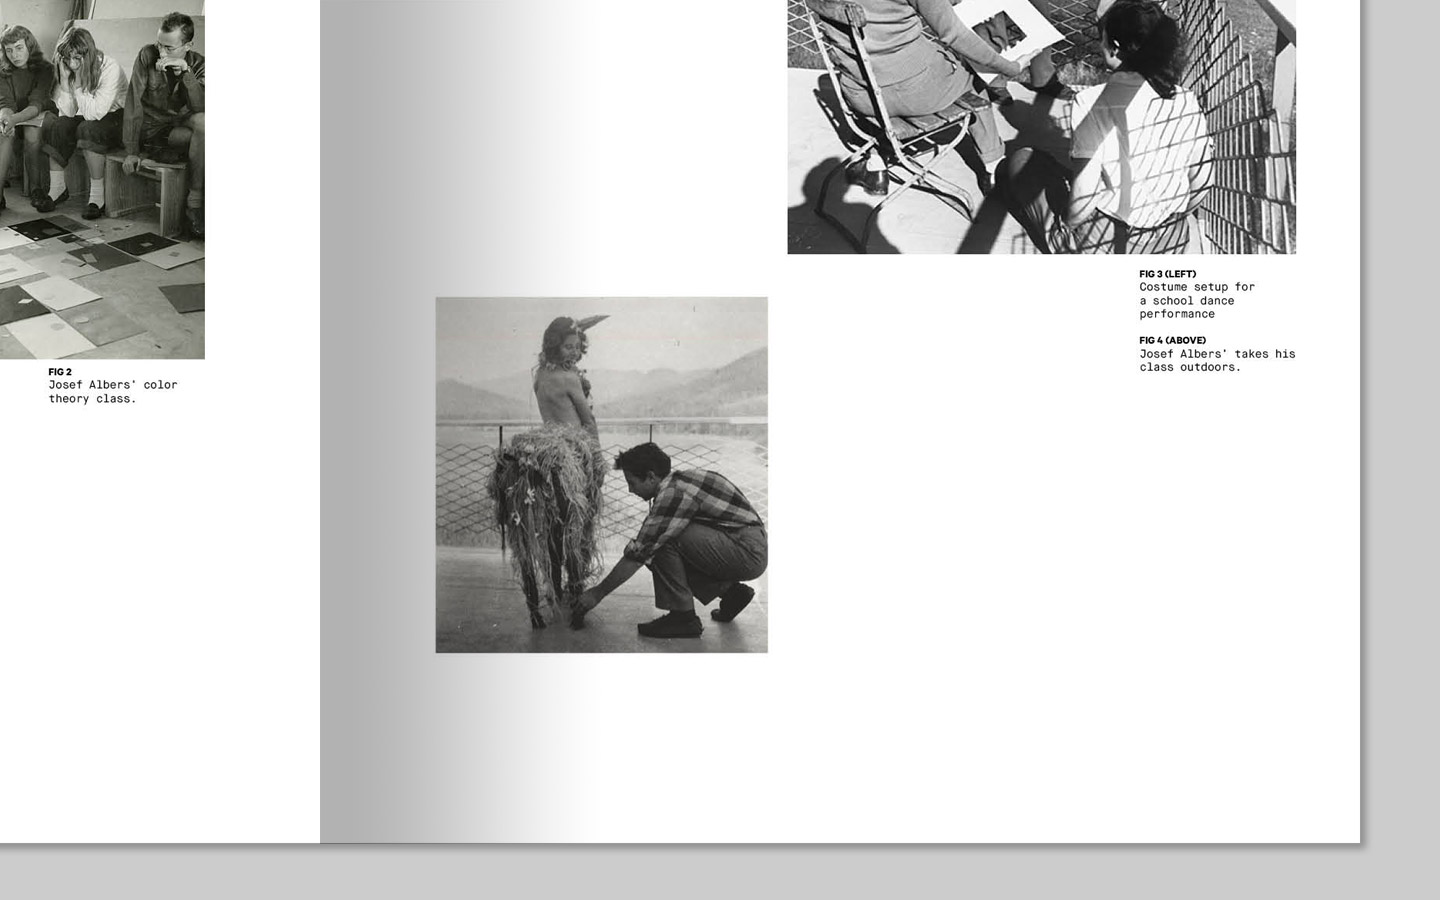 FIG 2
Josef Albers' color
theory class.
FIG 3 (LEFT)
Costume setup for
a school dance
performance
FIG 4 (ABOVE)
Josef Albers' takes his
class outdoors.